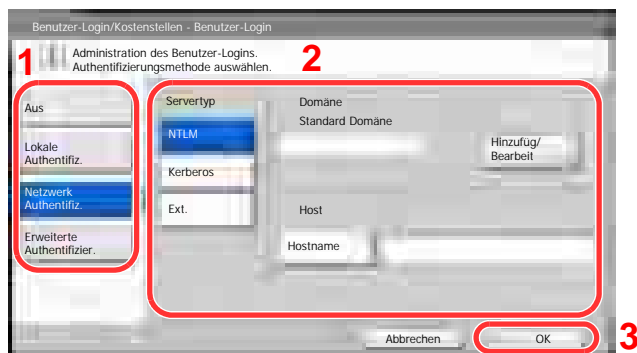 Benutzer-Login/Kostenstellen - Benutzer-Login
Administration des Benutzer-Logins.
Authentifizierungsmethode auswählen.
1
2
Aus
Lokale
Authentifiz.
Netzwerk
Authentifiz.
Erweiterte
Authentifizier.
Servertyp
NTLM
Kerberos
Ext.
Domäne
Standard Domäne
Hinzufüg/
Bearbeit
Host
Hostname
Abbrechen
OK
3